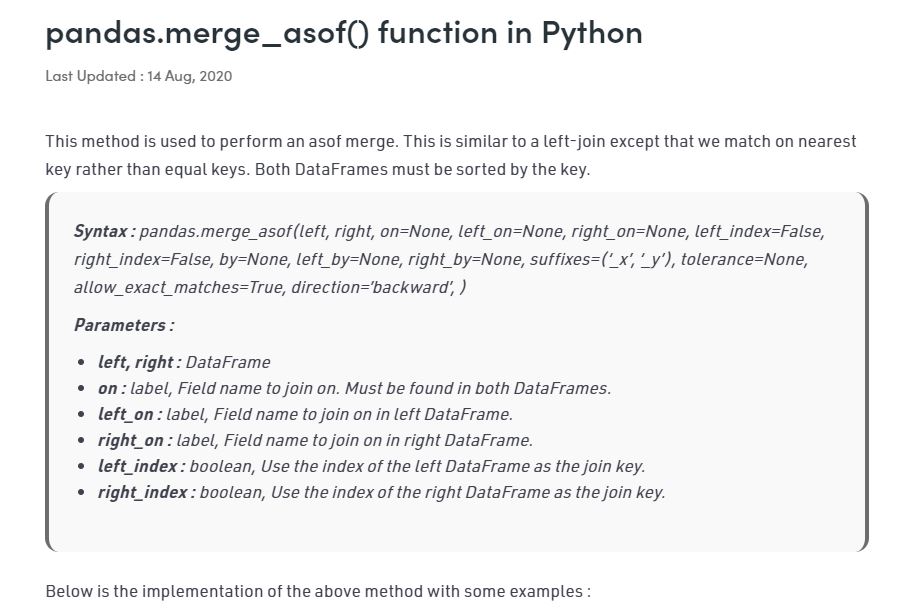 pandas.merge_asof() function in Python
Last Updated : 14 Aug, 2020
This method is used to perform an asof merge. This is similar to a left-join except that we match on nearest
key rather than equal keys. Both DataFrames must be sorted by the key.
Syntax : pandas.merge_asof(left, right, on=None, left_on=None, right_on=None, left_index=False,
right_index=False, by=None, left_by=None, right_by=None, suffixes=(‘_x’, ‘_y’), tolerance=None,
allow_exact_matches=True, direction=’backward’, )
Parameters :
• left, right : DataFrame
• on : label, Field name to join on. Must be found in both DataFrames.
• left_on : label, Field name to join on in left DataFrame.
• right_on : label, Field name to join on in right DataFrame.
• left_index : boolean, Use the index of the left DataFrame as the join key.
• right_index : boolean, Use the index of the right DataFrame as the join key.
Below is the implementation of the above method with some examples :